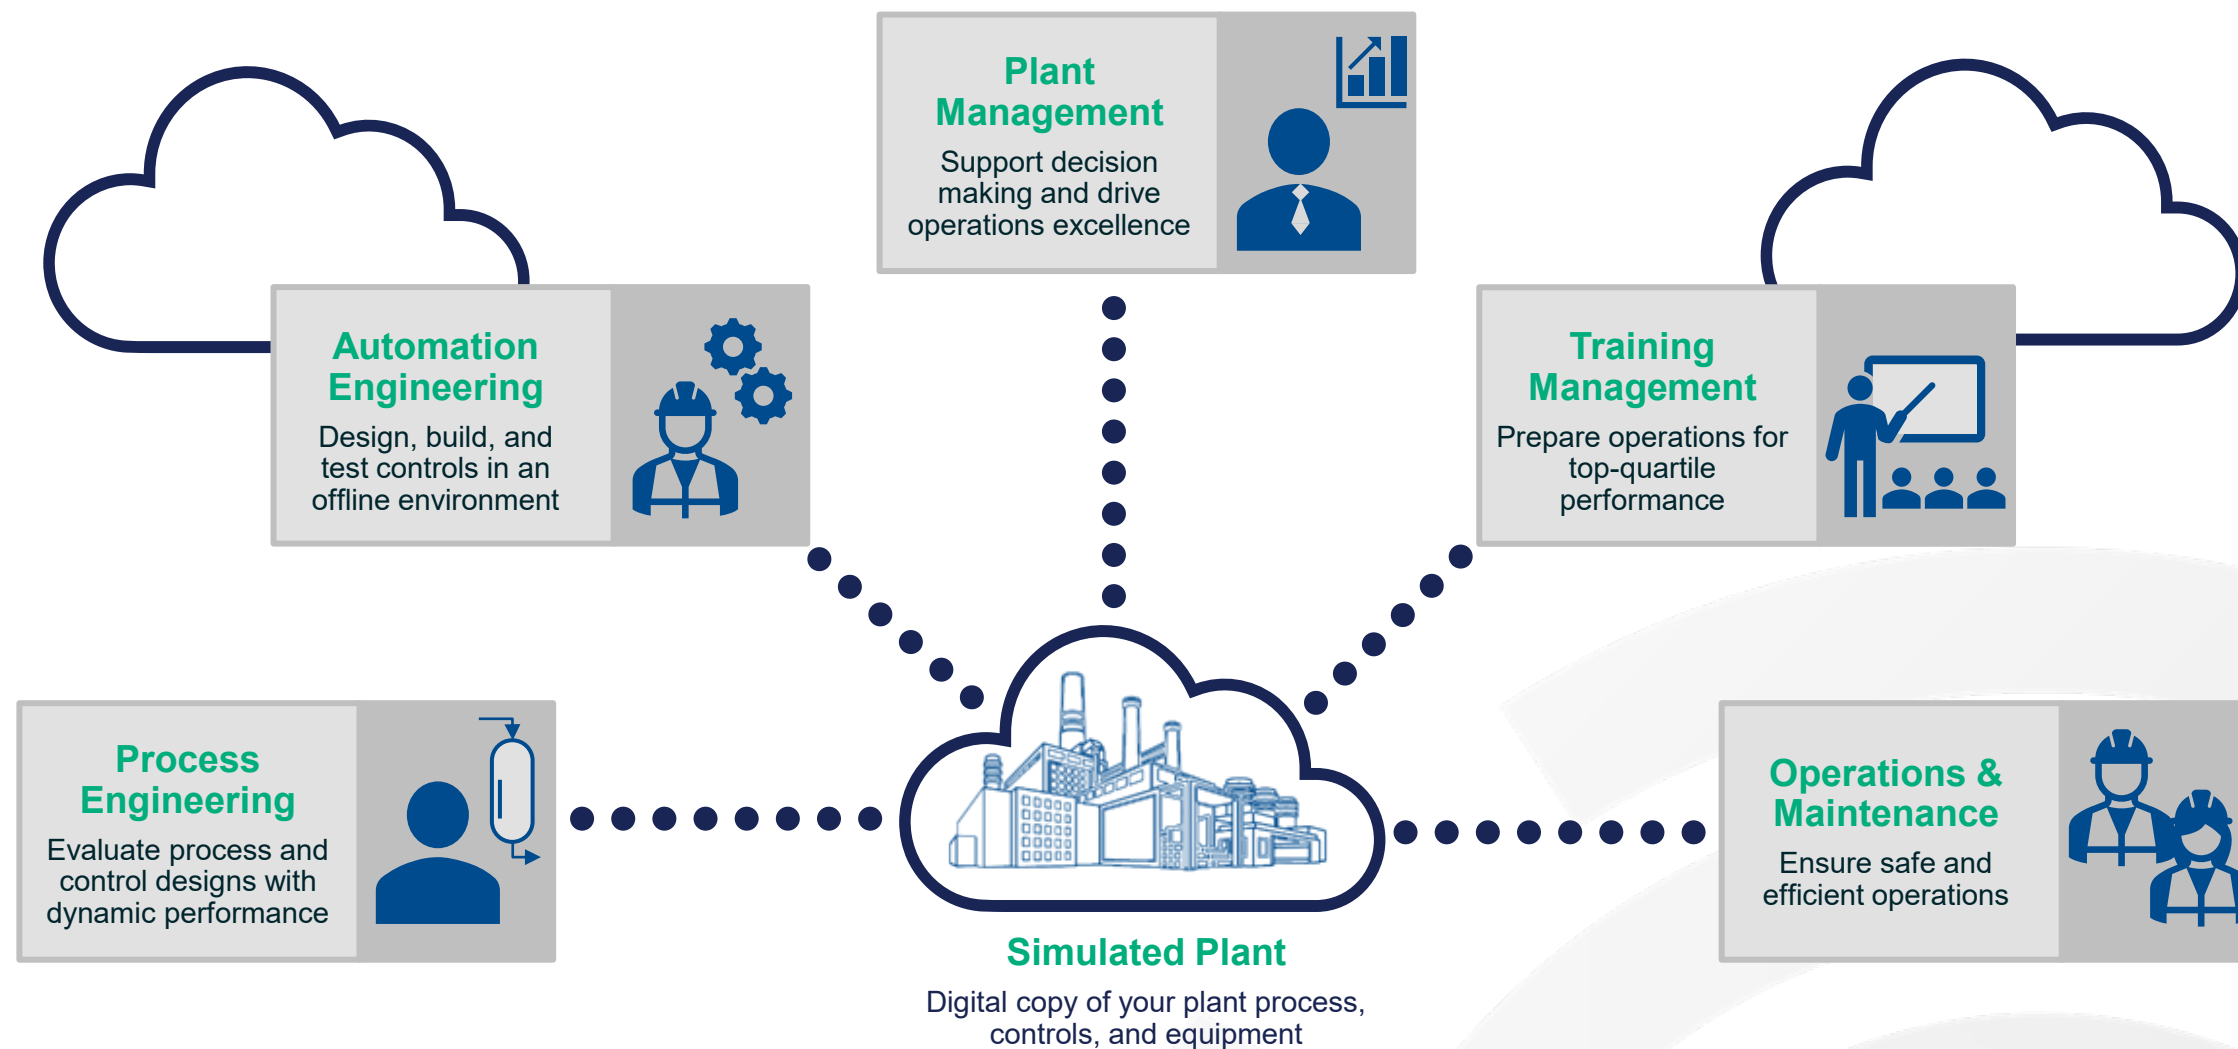 Plant
Management
Support decision
making and drive
operations excellence
Automation
Engineering
Design, build, and
test controls in an
offline environment
Training
Management
Prepare operations for
top-quartile
performance
Process
Engineering
Evaluate process and
control designs with
dynamic performance
Operations &
Maintenance
Ensure safe and
efficient operations
Simulated Plant
Digital copy of your plant process,
controls, and equipment